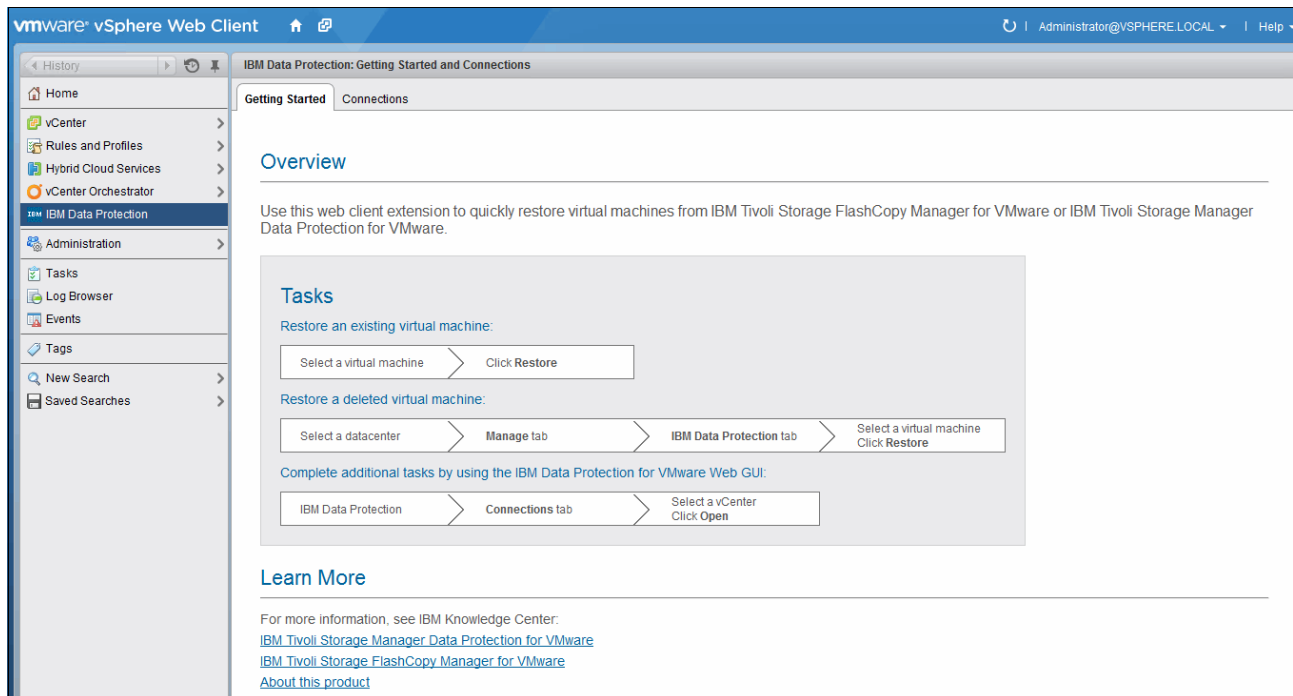 vmware® vSphere Web Client
Administrator@VSPHERE.LOCAL
Help
History
Home
vCenter
Rules and Profiles
Hybrid Cloud Services
vCenter Orchestrator
IBM IBM Data Protection
Administration
Tasks
Log Browser
Events
Tags
New Search
Saved Searches
IBM Data Protection: Getting Started and Connections
Getting Started Connections
Overview
Use this web client extension to quickly restore virtual machines from IBM Tivoli Storage FlashCopy Manager for VMware or IBM Tivoli Storage Manager
Data Protection for VMware.
Tasks
Restore an existing virtual machine:
Select a virtual machine Click Restore
Restore a deleted virtual machine:
Select a datacenter Manage tab IBM Data Protection tab Select a virtual machine
Click Restore
Complete additional tasks by using the IBM Data Protection for VMware Web GUI:
IBM Data Protection Connections tab Select a vCenter
Click Open
Learn More
For more information, see IBM Knowledge Center:
IBM Tivoli Storage Manager Data Protection for VMware
IBM Tivoli Storage FlashCopy Manager for VMware
About this product